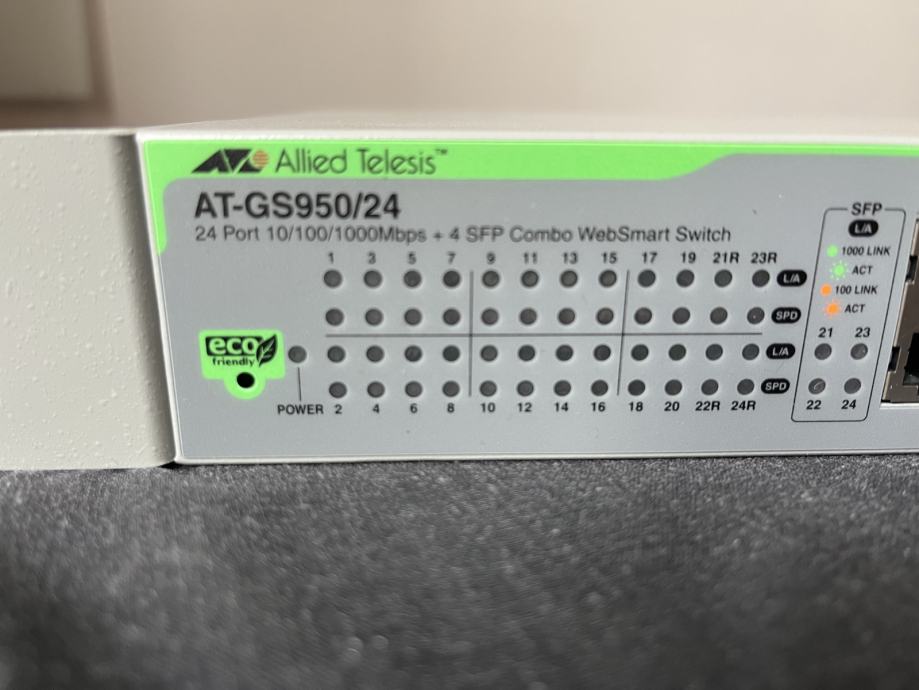 Allied Telesis™
AT-GS950/24
24 Port 10/100/1000Mbps + 4 SFP Combo WebSmart Switch
1 3 5 7 9 11 13 15 17 19 21R 23R
L/A
SPD
L/A
SPD
eco
friendly
POWER 2 4 6 8 10 12 14 16 18 20 22R 24R
SFP
L/A
1000 LINK
ACT
100 LINK
ACT
21 23
22 24